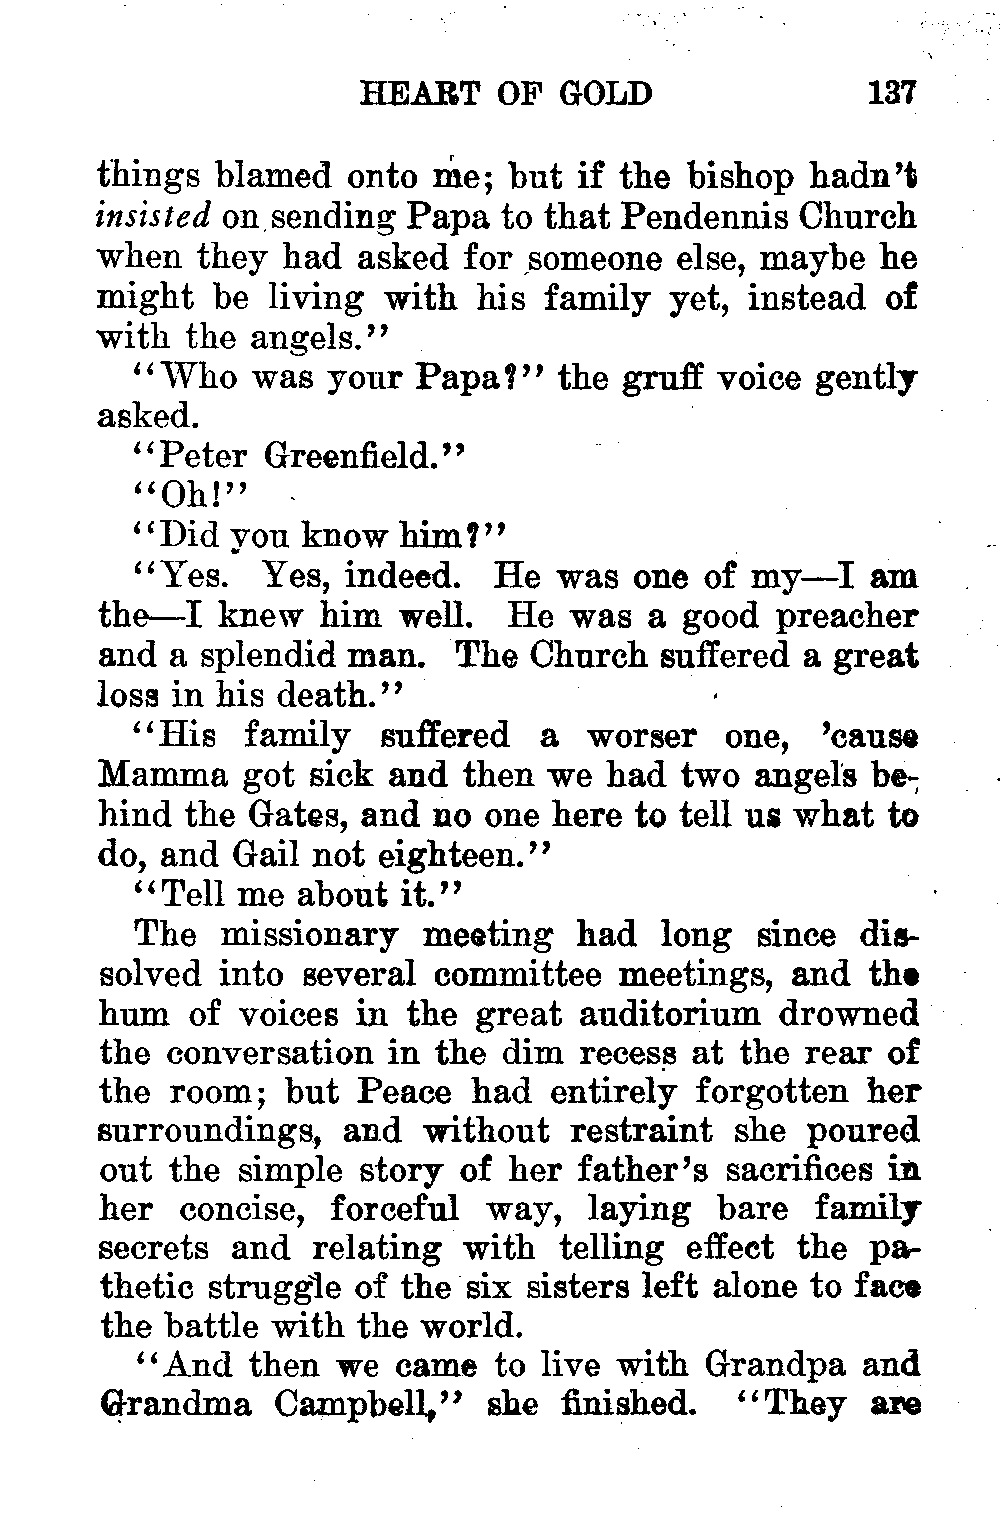 HEART OF GOLD 137
things blamed onto me; but if the bishop hadn't
insisted on sending Papa to that Pendennis Church
when they had asked for someone else, maybe he
might be living with his family yet, instead of
with the angels."
"Who was your Papa?" the gruff voice gently
asked.
"Peter Greenfield."
"Oh!"
"Did you know him?"
"Yes. Yes, indeed. He was one of my—I am
the—I knew him well. He was a good preacher
and a splendid man. The Church suffered a great
loss in his death."
"His family suffered a worser one, 'cause
Mamma got sick and then we had two angels be-
hind the Gates, and no one here to tell us what to
do, and Gail not eighteen."
"Tell me about it."
The missionary meeting had long since dis-
solved into several committee meetings, and the
hum of voices in the great auditorium drowned
the conversation in the dim recess at the rear of
the room; but Peace had entirely forgotten her
surroundings, and without restraint she poured
out the simple story of her father's sacrifices in
her concise, forceful way, laying bare family
secrets and relating with telling effect the pa-
thetic struggle of the six sisters left alone to face
the battle with the world.
"And then we came to live with Grandpa and
Grandma Campbell," she finished. "They are